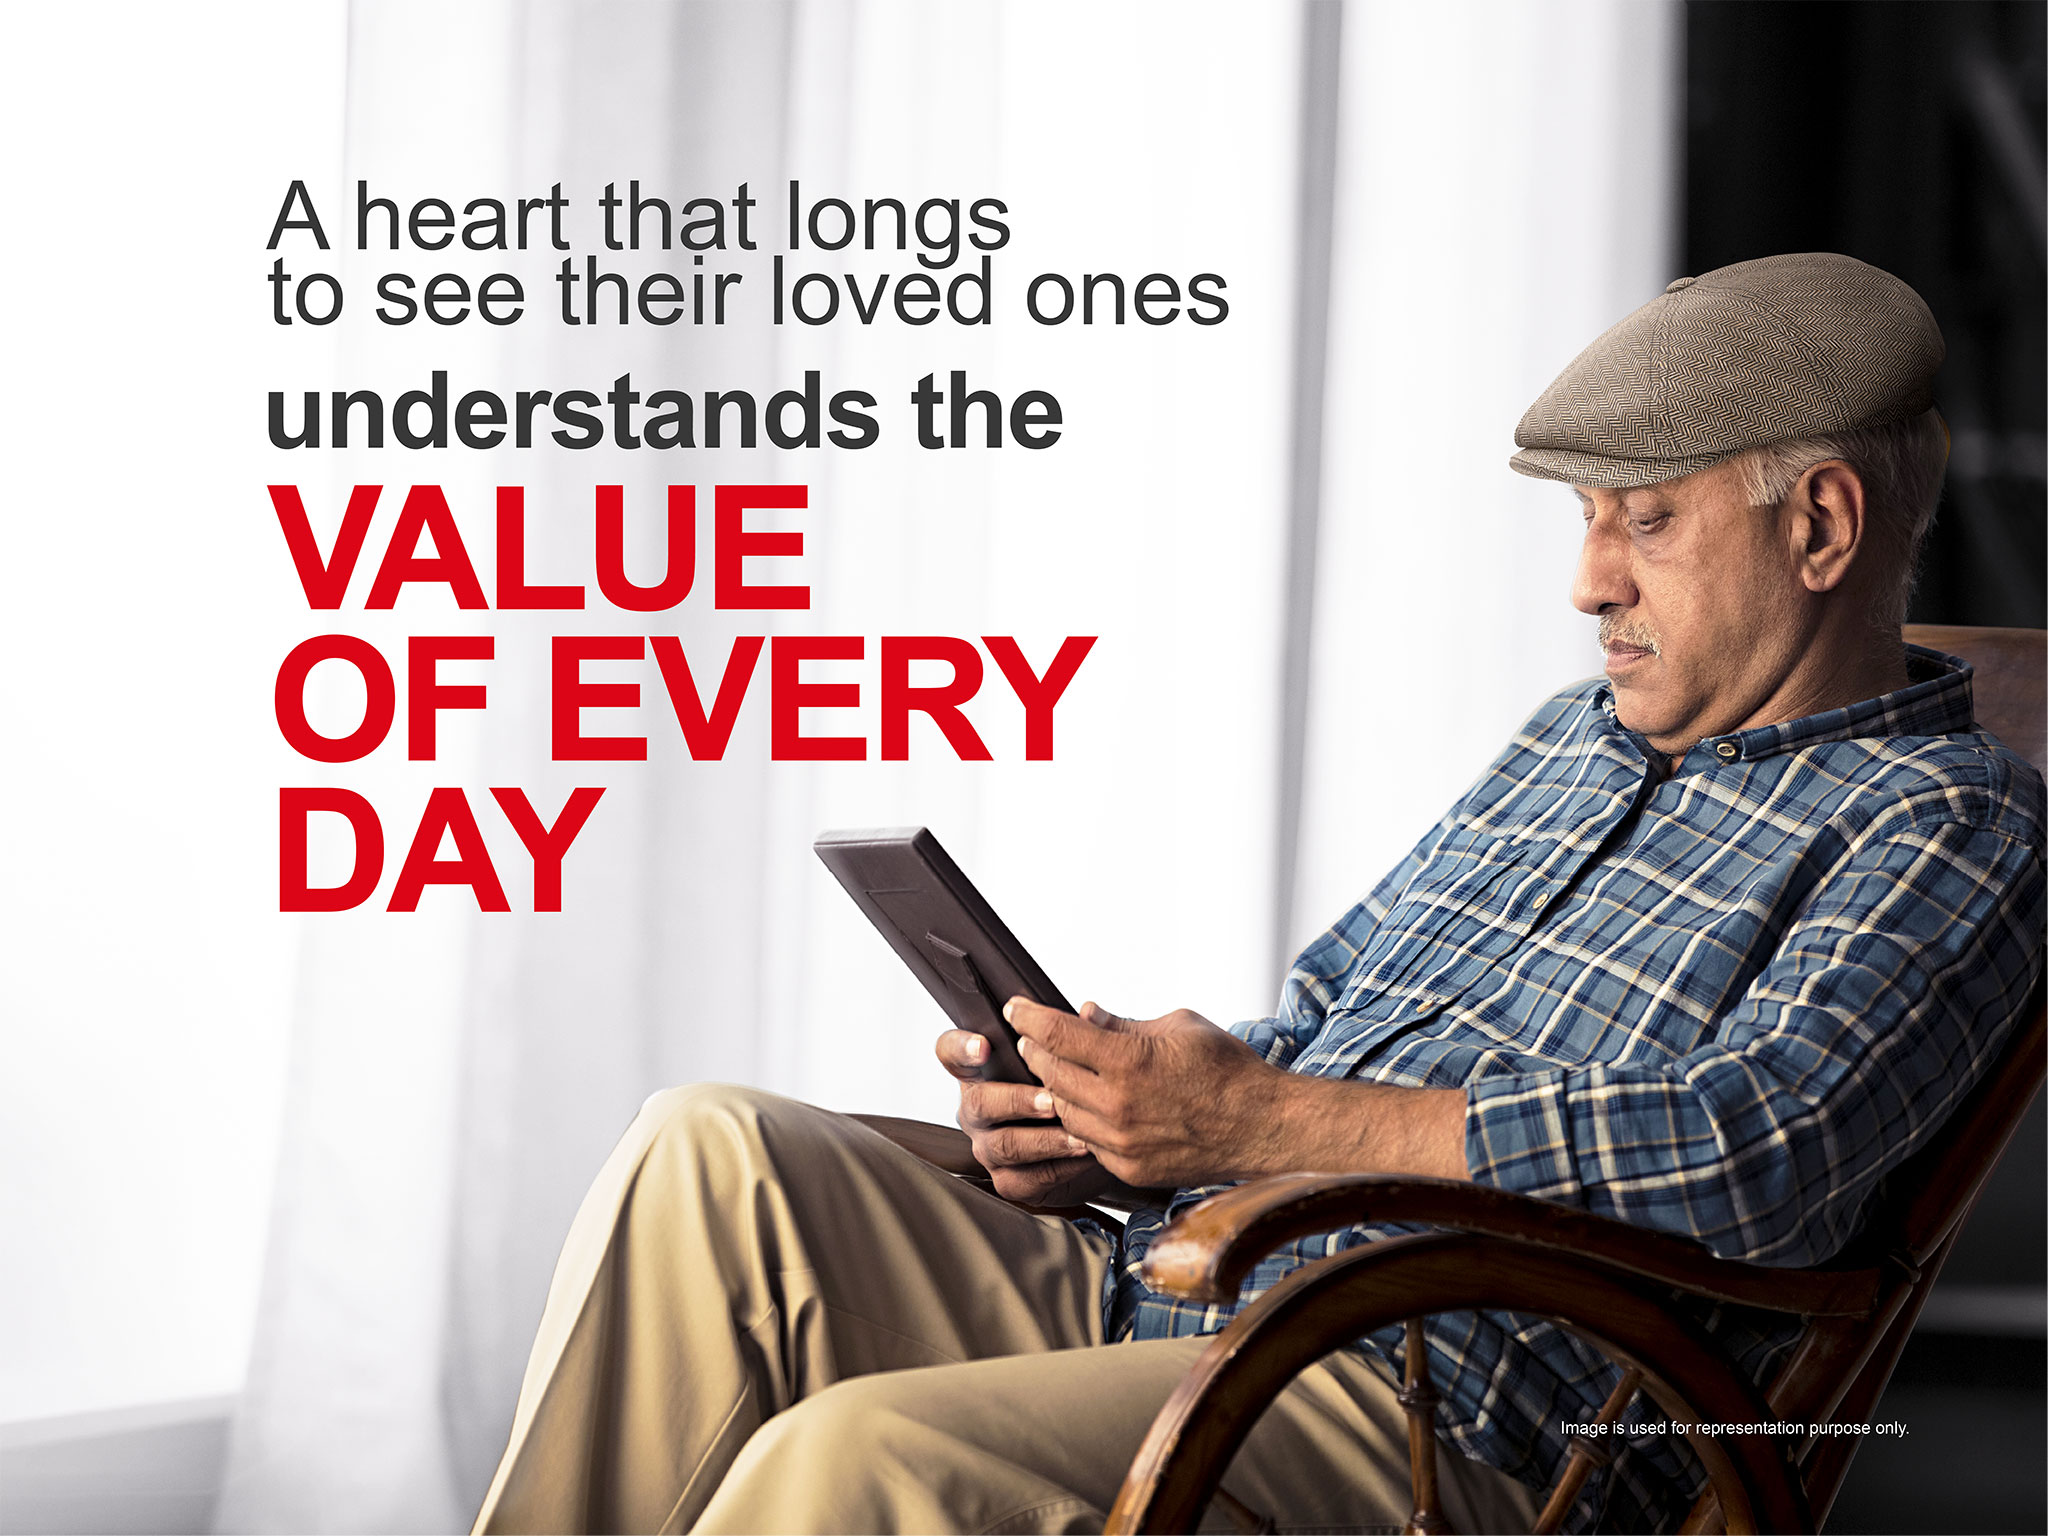 A heart that longs
to see their loved ones
understands the
VALUE
OF EVERY
DAY
Image is used for representation purpose only.